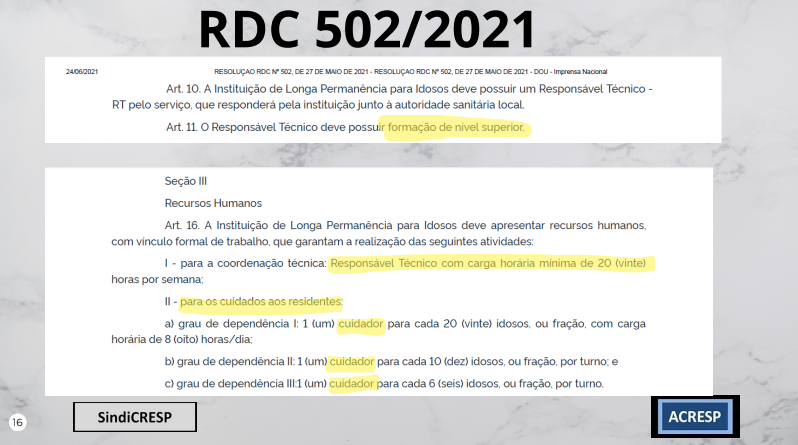 RDC 502/2021
24/06/2021 RESOLUÇÃO RDC Nº 502, DE 27 DE MAIO DE 2021 - RESOLUÇÃO RDC Nº 502, DE 27 DE MAIO DE 2021 - DOU - Imprensa Nacional
Art. 10. A Instituição de Longa Permanência para Idosos deve possuir um Responsável Técnico -
RT pelo serviço, que responderá pela instituição junto à autoridade sanitária local.
Art. 11. O Responsável Técnico deve possuir formação de nível superior.
Seção III
Recursos Humanos
Art. 16. A Instituição de Longa Permanência para Idosos deve apresentar recursos humanos,
com vínculo formal de trabalho, que garantam a realização das seguintes atividades:
I - para a coordenação técnica: Responsável Técnico com carga horária mínima de 20 (vinte)
horas por semana;
II - para os cuidados aos residentes:
a) grau de dependência I: 1 (um) cuidador para cada 20 (vinte) idosos, ou fração, com carga
horária de 8 (oito) horas/dia;
b) grau de dependência II: 1 (um) cuidador para cada 10 (dez) idosos, ou fração, por turno; e
c) grau de dependência III:1 (um) cuidador para cada 6 (seis) idosos, ou fração, por turno.
16
SindiCRESP
ACRESP